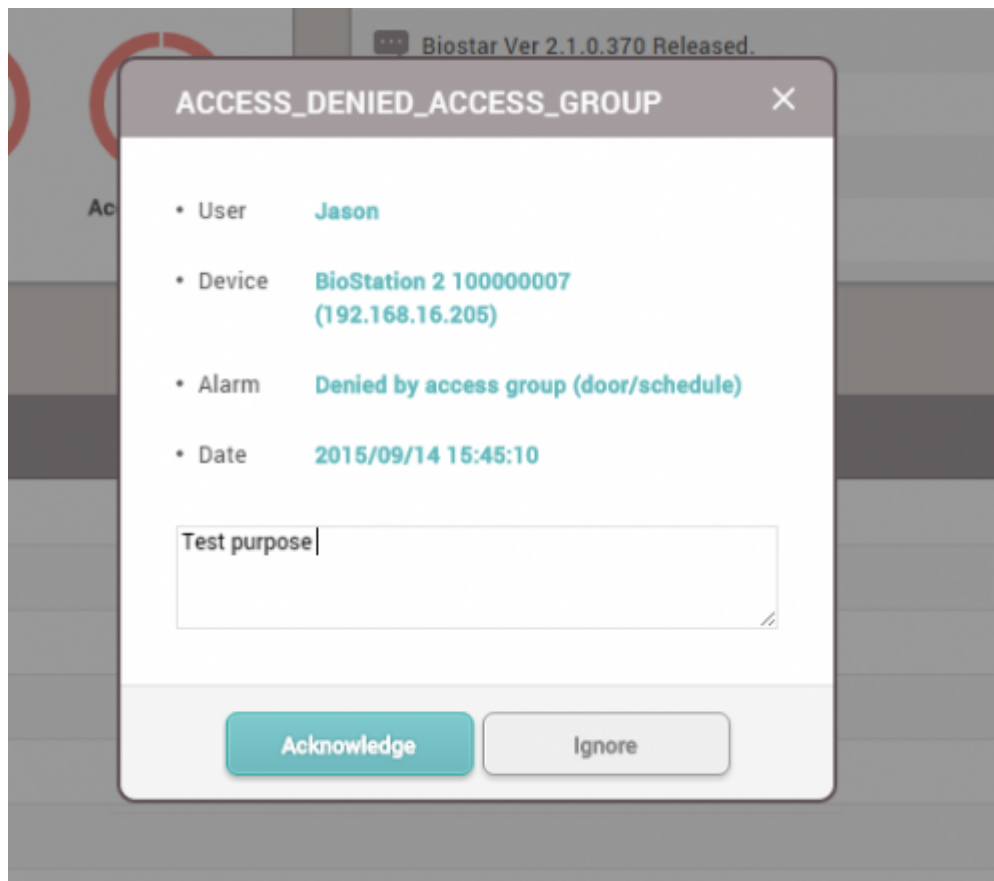 Biostar Ver 2.1.0.370 Released.
ACCESS_DENIED_ACCESS_GROUP
Ac
• User Jason
• Device BioStation 2 100000007
(192.168.16.205)
• Alarm Denied by access group (door/schedule)
• Date 2015/09/14 15:45:10
Test purpose
Acknowledge Ignore